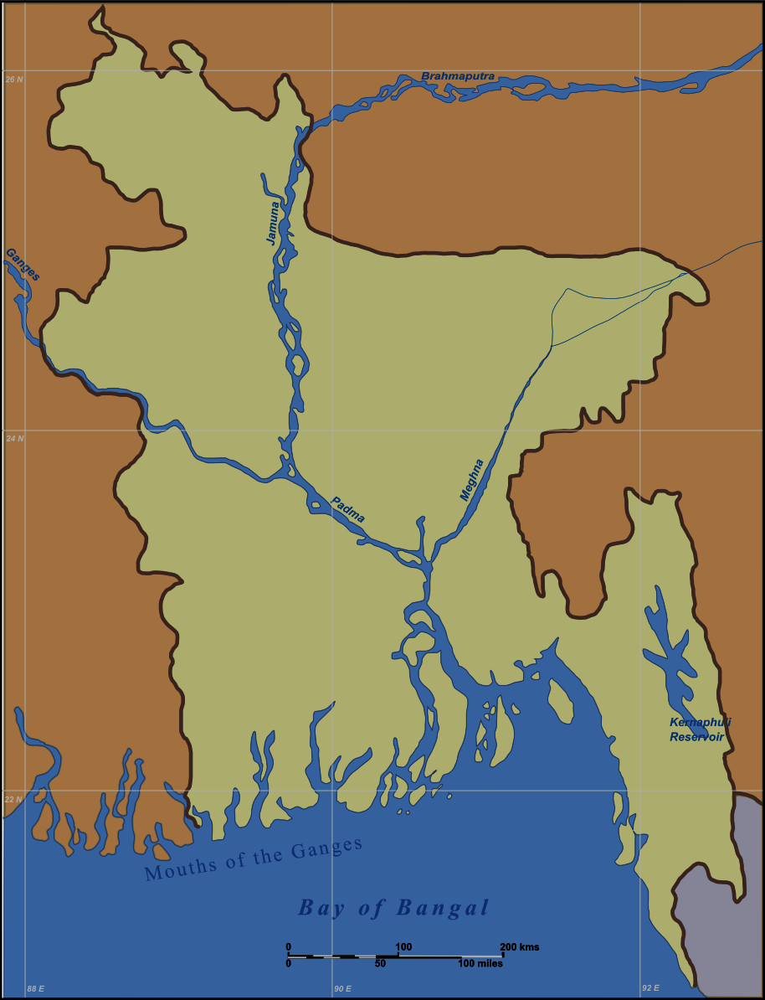 Brahmaputra
26 N
Jamuna
Ganges
24 N
Meghna
Padma
Kernaphuli
Reservoir
22 N
Mouths of the Ganges
Bay of Bangal
0 100 200 kms
0 50 100 miles
88 E
90 E
92 E